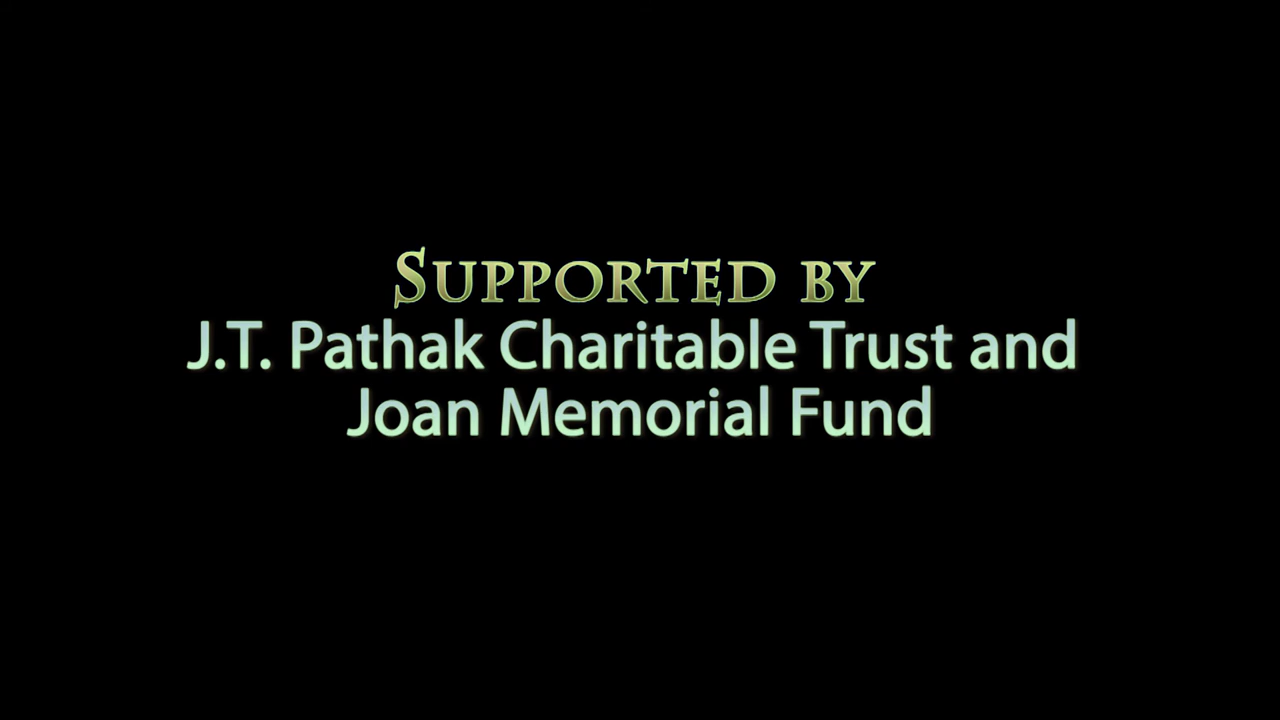 Supported by
J.T. Pathak Charitable Trust and
Joan Memorial Fund